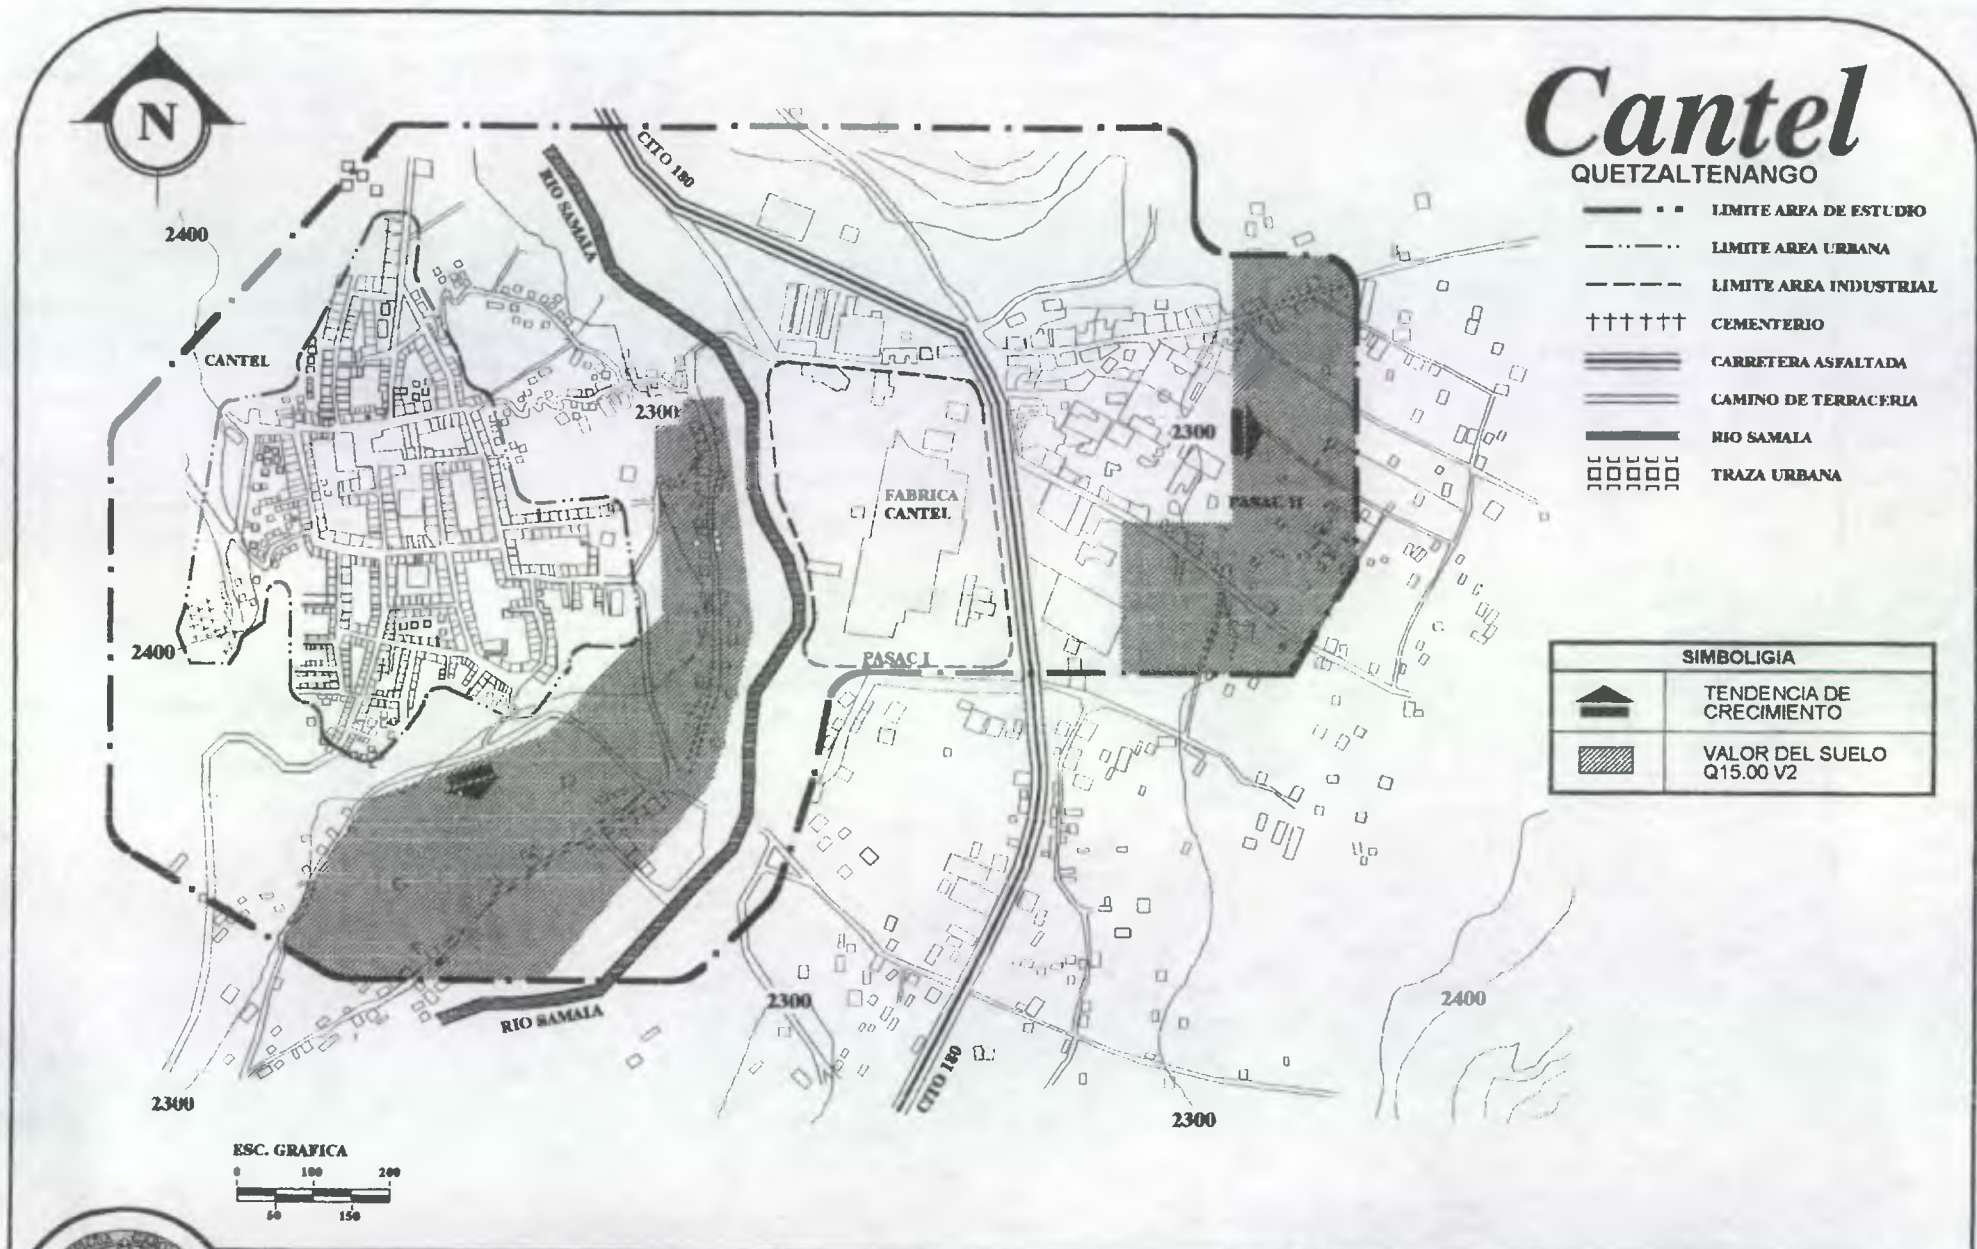 N
Cantel
QUETZALTENANGO
LIMITE AREA DE ESTUDIO
LIMITE AREA URBANA
LIMITE AREA INDUSTRIAL
CEMENTERIO
CARRETERA ASFALTADA
CAMINO DE TERRACERIA
RIO SAMALA
TRAZA URBANA
CITO 180
RIO SAMALA
2400
CANTEL
2300
2300
FABRICA
CANTEL
PASAC II
2400
PASAC I
SIMBOLIGIA
TENDENCIA DE
CRECIMIENTO
VALOR DEL SUELO
Q15.00 V2
2300
2400
RIO SAMALA
CITO 180
2300
2300
ESC. GRAFICA
0 100 200
50 150